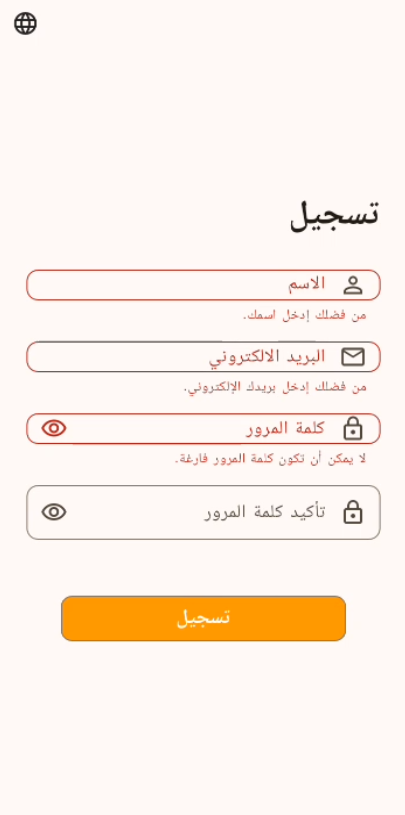 تسجيل
الاسم
من فضلك إدخل اسمك.
البريد الالكتروني
من فضلك إدخل بريدك الإلكتروني.
كلمة المرور
لا يمكن أن تكون كلمة المرور فارغة.
تأكيد كلمة المرور
تسجيل